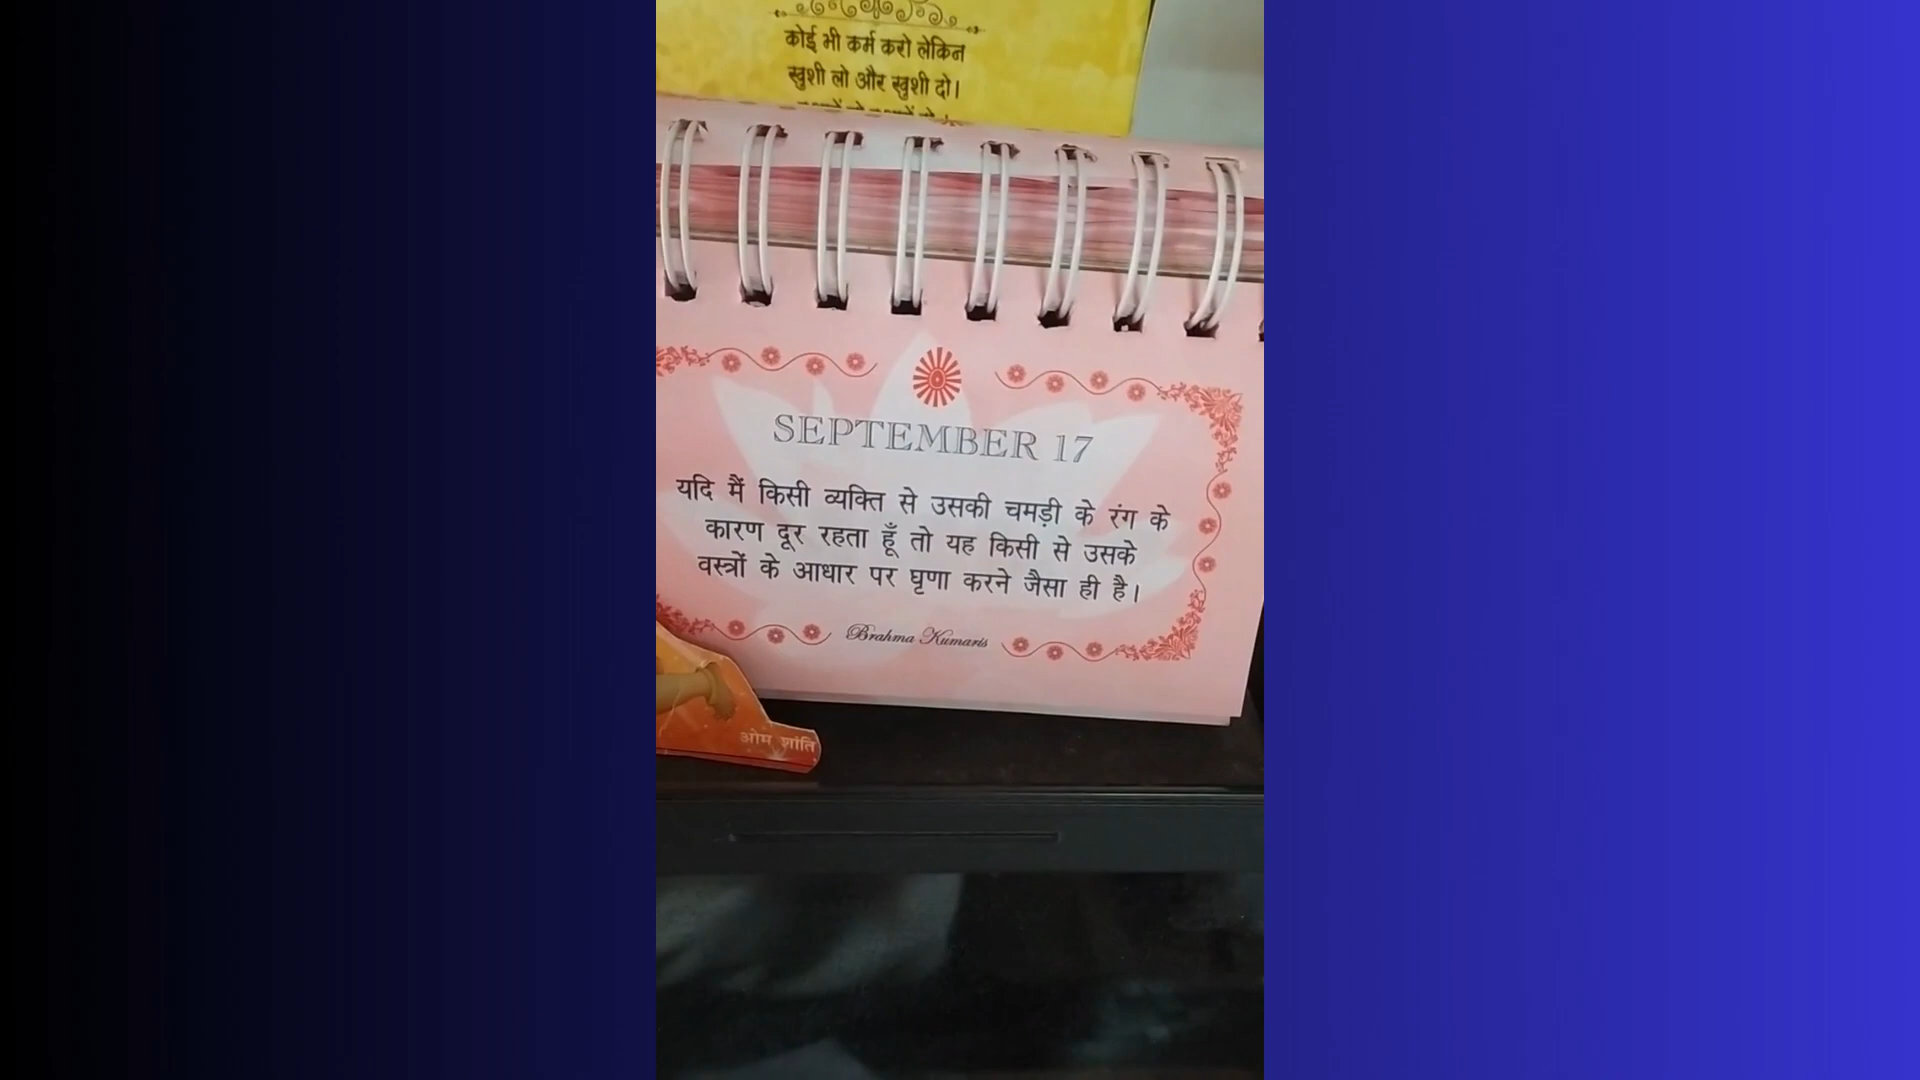 कोई भी कर्म करो लेकिन
खुशी लो और खुशी दो।
SEPTEMBER 17
यदि मैं किसी व्यक्ति से उसकी चमड़ी के रंग के
कारण दूर रहता हूँ तो यह किसी से उसके
वस्त्रों के आधार पर घृणा करने जैसा ही है।
Brahma Kumaris
ओम शांति